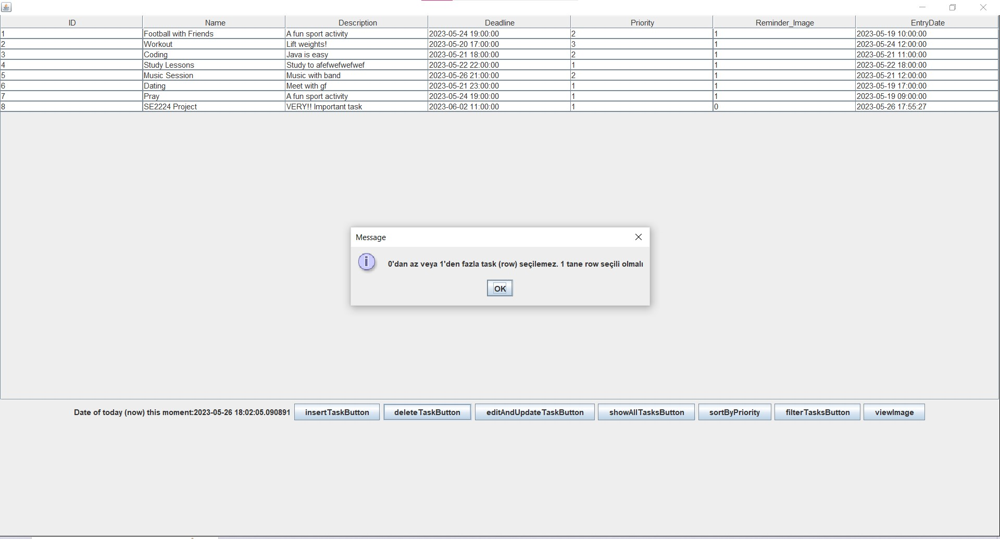 ID Name Description Deadline Priority Reminder_Image EntryDate
1 Football with Friends A fun sport activity 2023-05-24 19:00:00 2 1 2023-05-19 10:00:00
2 Workout Lift weights! 2023-05-20 17:00:00 3 1 2023-05-24 12:00:00
3 Coding Java is easy 2023-05-21 18:00:00 2 1 2023-05-21 11:00:00
4 Study Lessons Study to afefwefwefwef 2023-05-22 22:00:00 1 1 2023-05-22 18:00:00
5 Music Session Music with band 2023-05-26 21:00:00 2 1 2023-05-21 12:00:00
6 Dating Meet with gf 2023-05-21 23:00:00 1 1 2023-05-19 17:00:00
7 Pray A fun sport activity 2023-05-24 19:00:00 1 1 2023-05-19 09:00:00
8 SE2224 Project VERY!! Important task 2023-06-02 11:00:00 1 0 2023-05-26 17:55:27
Message
0'dan az veya 1'den fazla task (row) seçilemez. 1 tane row seçili olmalı
OK
Date of today (now) this moment:2023-05-26 18:02:05.090891 insertTaskButton deleteTaskButton editAndUpdateTaskButton showAllTasksButton sortByPriority filterTasksButton viewImage